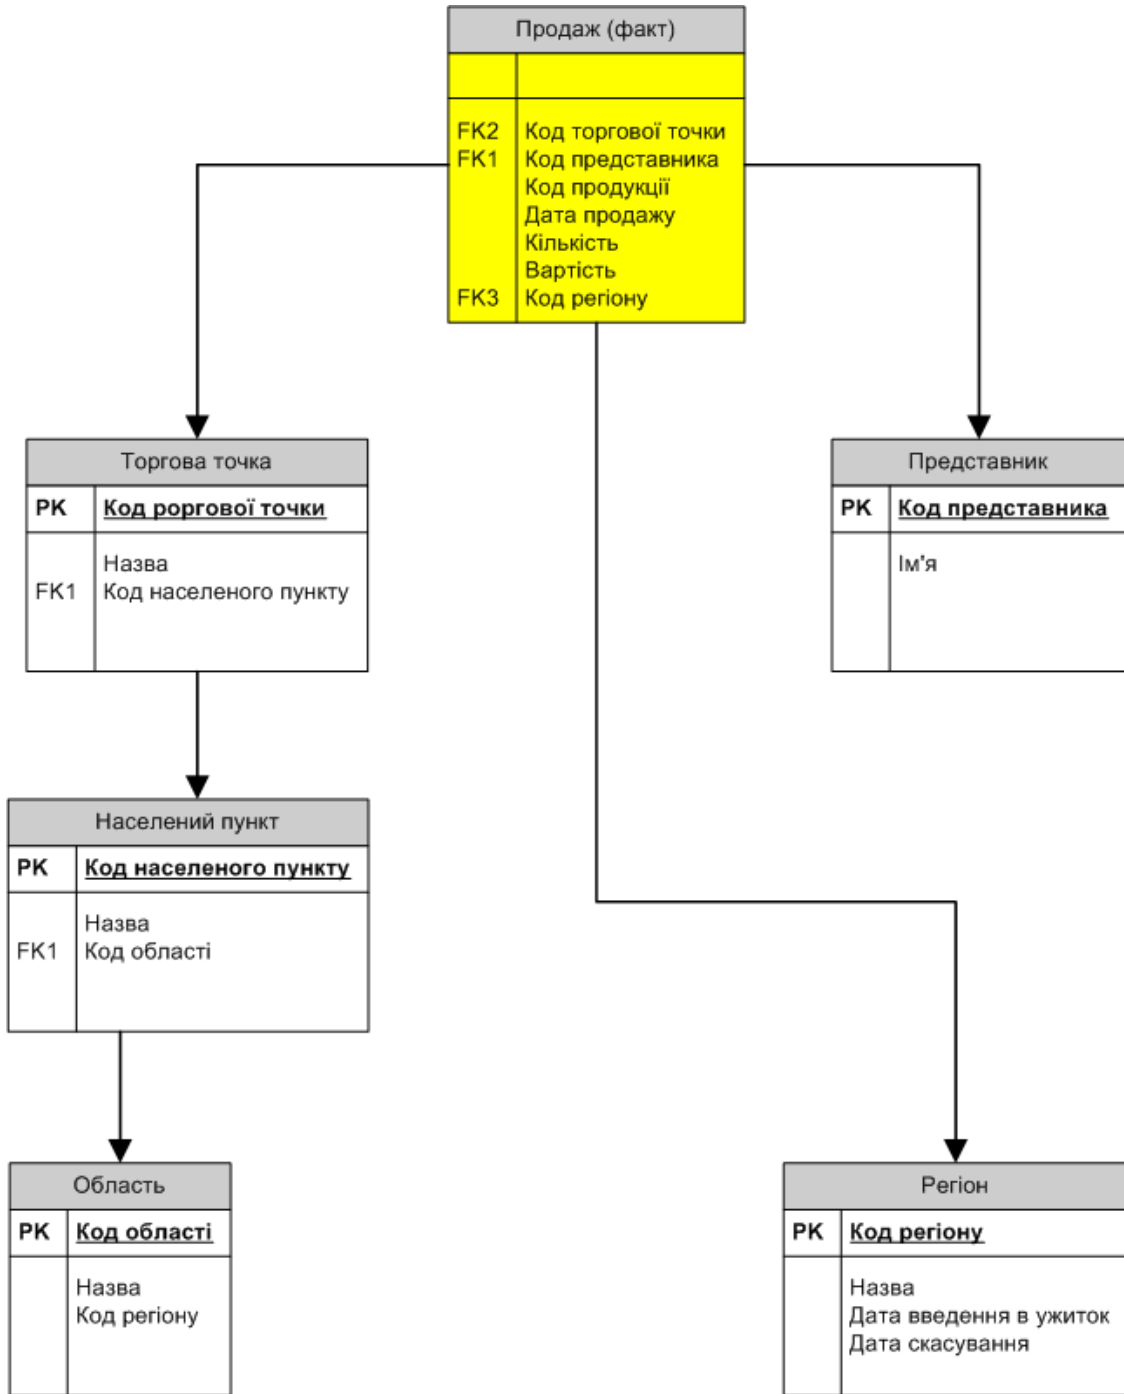 Продаж (факт)
FK2 Код торгової точки
FK1 Код представника
Код продукції
Дата продажу
Кількість
Вартість
FK3 Код регіону
Торгова точка
PK Код роргової точки
Назва
FK1 Код населеного пункту
Представник
PK Код представника
Ім'я
Населений пункт
PK Код населеного пункту
Назва
FK1 Код області
Область
PK Код області
Назва
Код регіону
Регіон
PK Код регіону
Назва
Дата введення в ужиток
Дата скасування